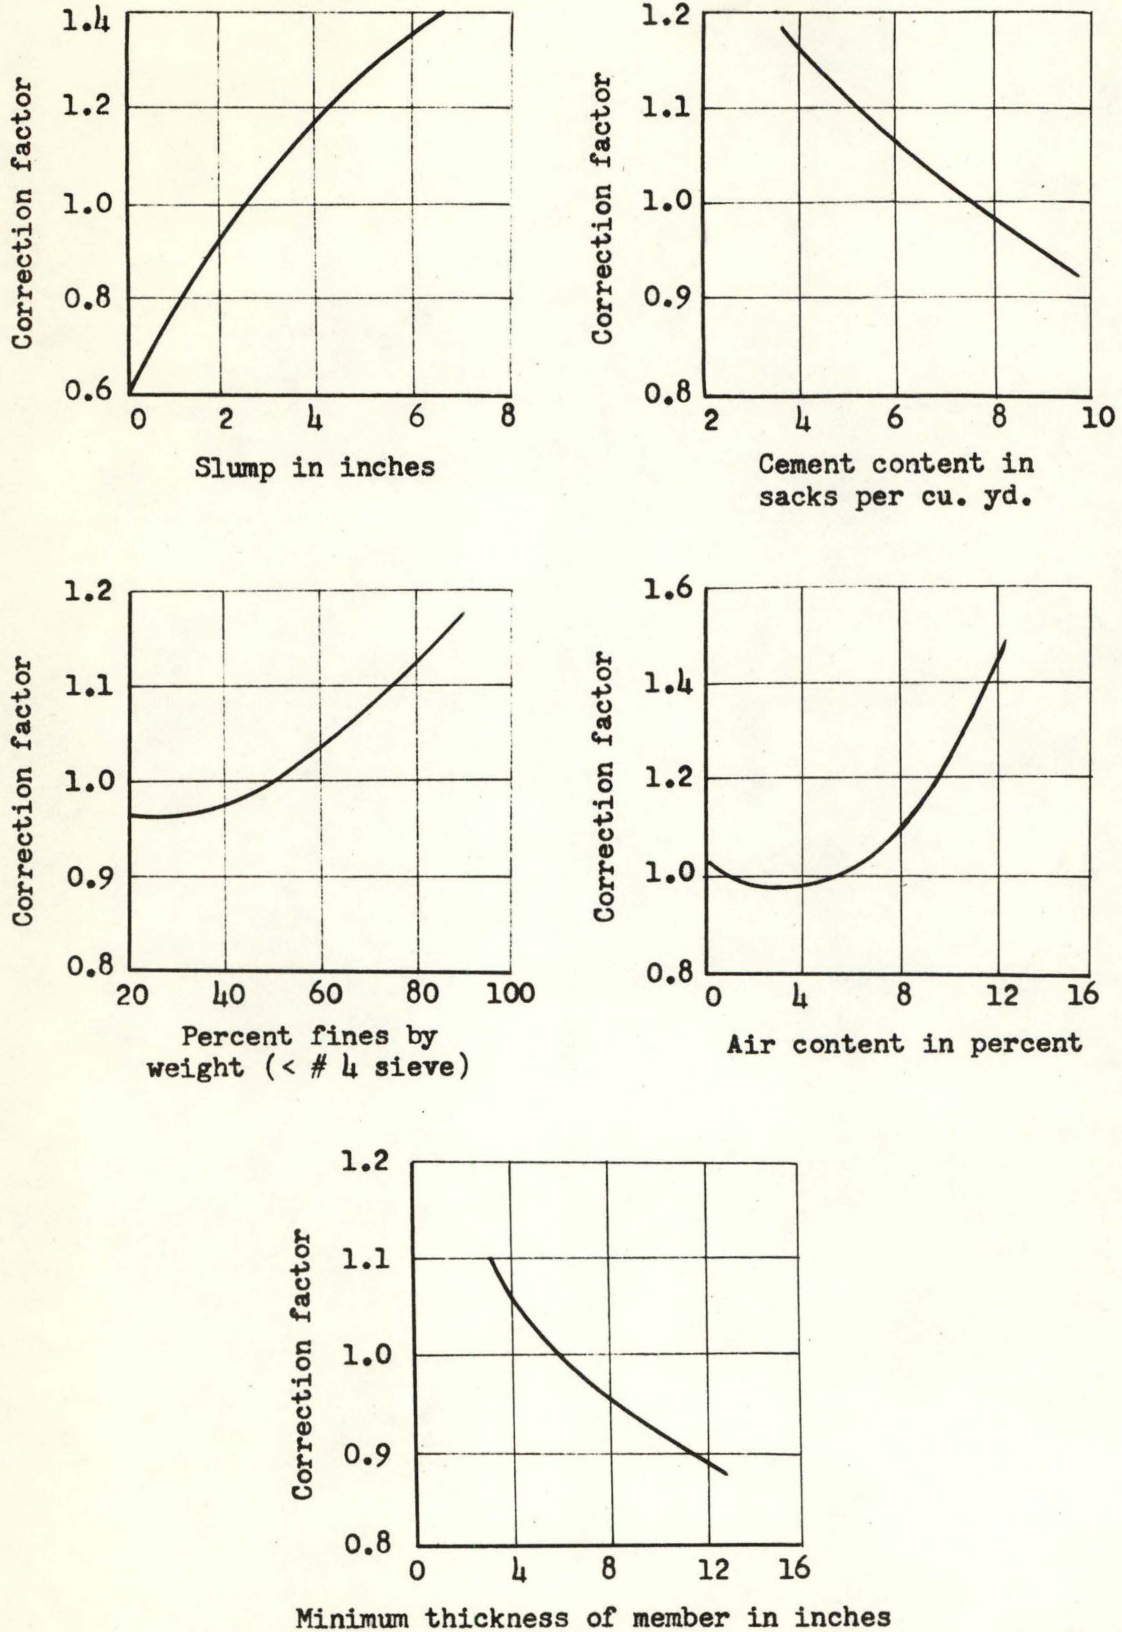 Correction factor
1.4
1.2
1.0
0.8
0.6
0 2 4 6 8
Slump in inches
Correction factor
1.2
1.1
1.0
0.9
0.8
2 4 6 8 10
Cement content in
sacks per cu. yd.
Correction factor
1.2
1.1
1.0
0.9
0.8
20 40 60 80 100
Percent fines by
weight (< # 4 sieve)
Correction factor
1.6
1.4
1.2
1.0
0.8
0 4 8 12 16
Air content in percent
Correction factor
1.2
1.1
1.0
0.9
0.8
0 4 8 12 16
Minimum thickness of member in inches